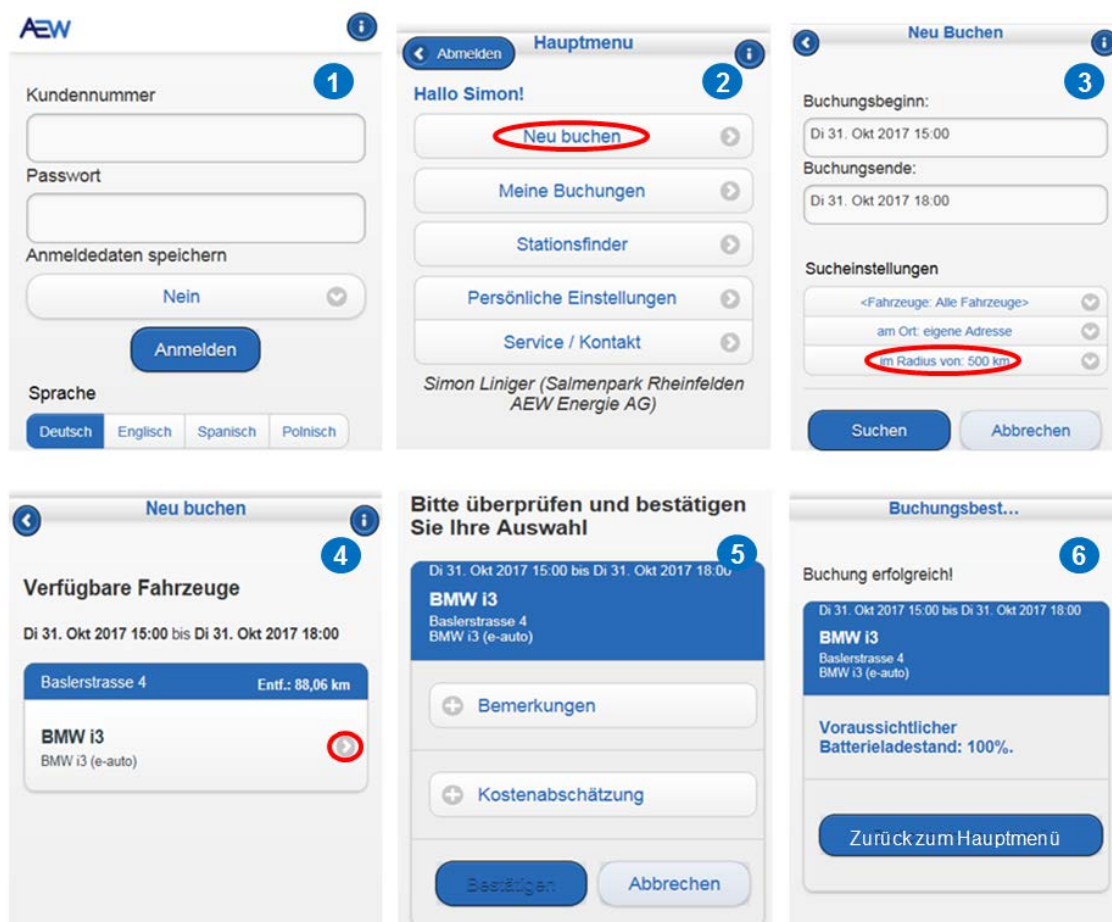 AEW
i
1
Kundennummer
Passwort
Anmeldedaten speichern
Nein
Anmelden
Sprache
Deutsch Englisch Spanisch Polnisch
Abmelden
Hauptmenu
i
2
Hallo Simon!
Neu buchen
Meine Buchungen
Stationsfinder
Persönliche Einstellungen
Service / Kontakt
Simon Liniger (Salmenpark Rheinfelden
AEW Energie AG)
Neu Buchen
i
3
Buchungsbeginn:
Di 31. Okt 2017 15:00
Buchungsende:
Di 31. Okt 2017 18:00
Sucheinstellungen
<Fahrzeuge: Alle Fahrzeuge>
am Ort: eigene Adresse
im Radius von: 500 km
Suchen Abbrechen
Neu buchen
i
4
Verfügbare Fahrzeuge
Di 31. Okt 2017 15:00 bis Di 31. Okt 2017 18:00
Baslerstrasse 4 Entf.: 88,06 km
BMW i3
BMW i3 (e-auto)
Bitte überprüfen und bestätigen
Sie Ihre Auswahl
5
Di 31. Okt 2017 15:00 bis Di 31. Okt 2017 18:00
BMW i3
Baslerstrasse 4
BMW i3 (e-auto)
Bemerkungen
Kostenabschätzung
Bestätigen Abbrechen
Buchungsbest...
6
Buchung erfolgreich!
Di 31. Okt 2017 15:00 bis Di 31. Okt 2017 18:00
BMW i3
Baslerstrasse 4
BMW i3 (e-auto)
Voraussichtlicher
Batterieladestand: 100%.
Zurück zum Hauptmenü